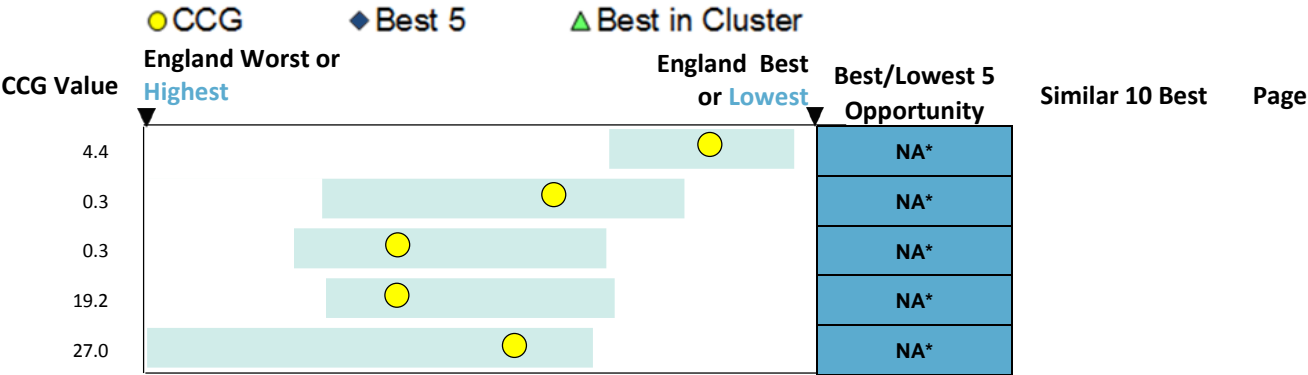 CCG Best 5 Best in Cluster
CCG Value England Worst or Highest England Best or Lowest Best/Lowest 5 Opportunity Similar 10 Best Page
4.4 NA*
0.3 NA*
0.3 NA*
19.2 NA*
27.0 NA*